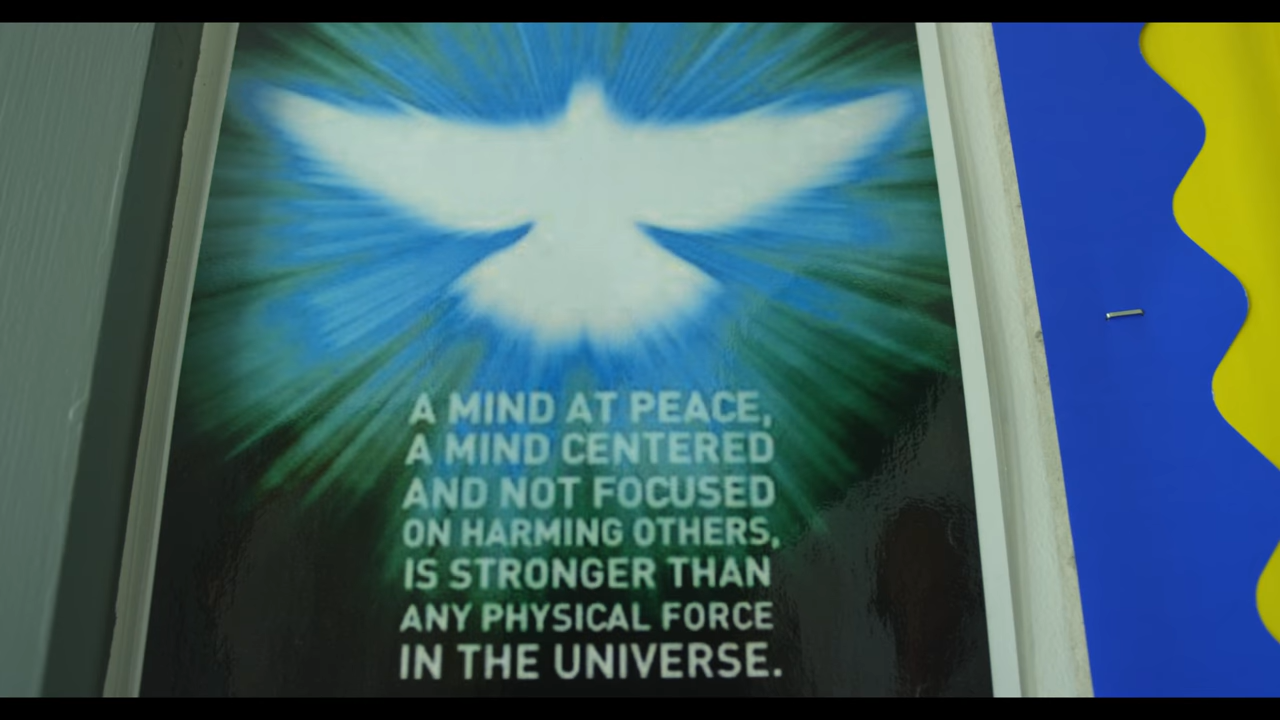 A MIND AT PEACE,
A MIND CENTERED
AND NOT FOCUSED
ON HARMING OTHERS,
IS STRONGER THAN
ANY PHYSICAL FORCE
IN THE UNIVERSE.